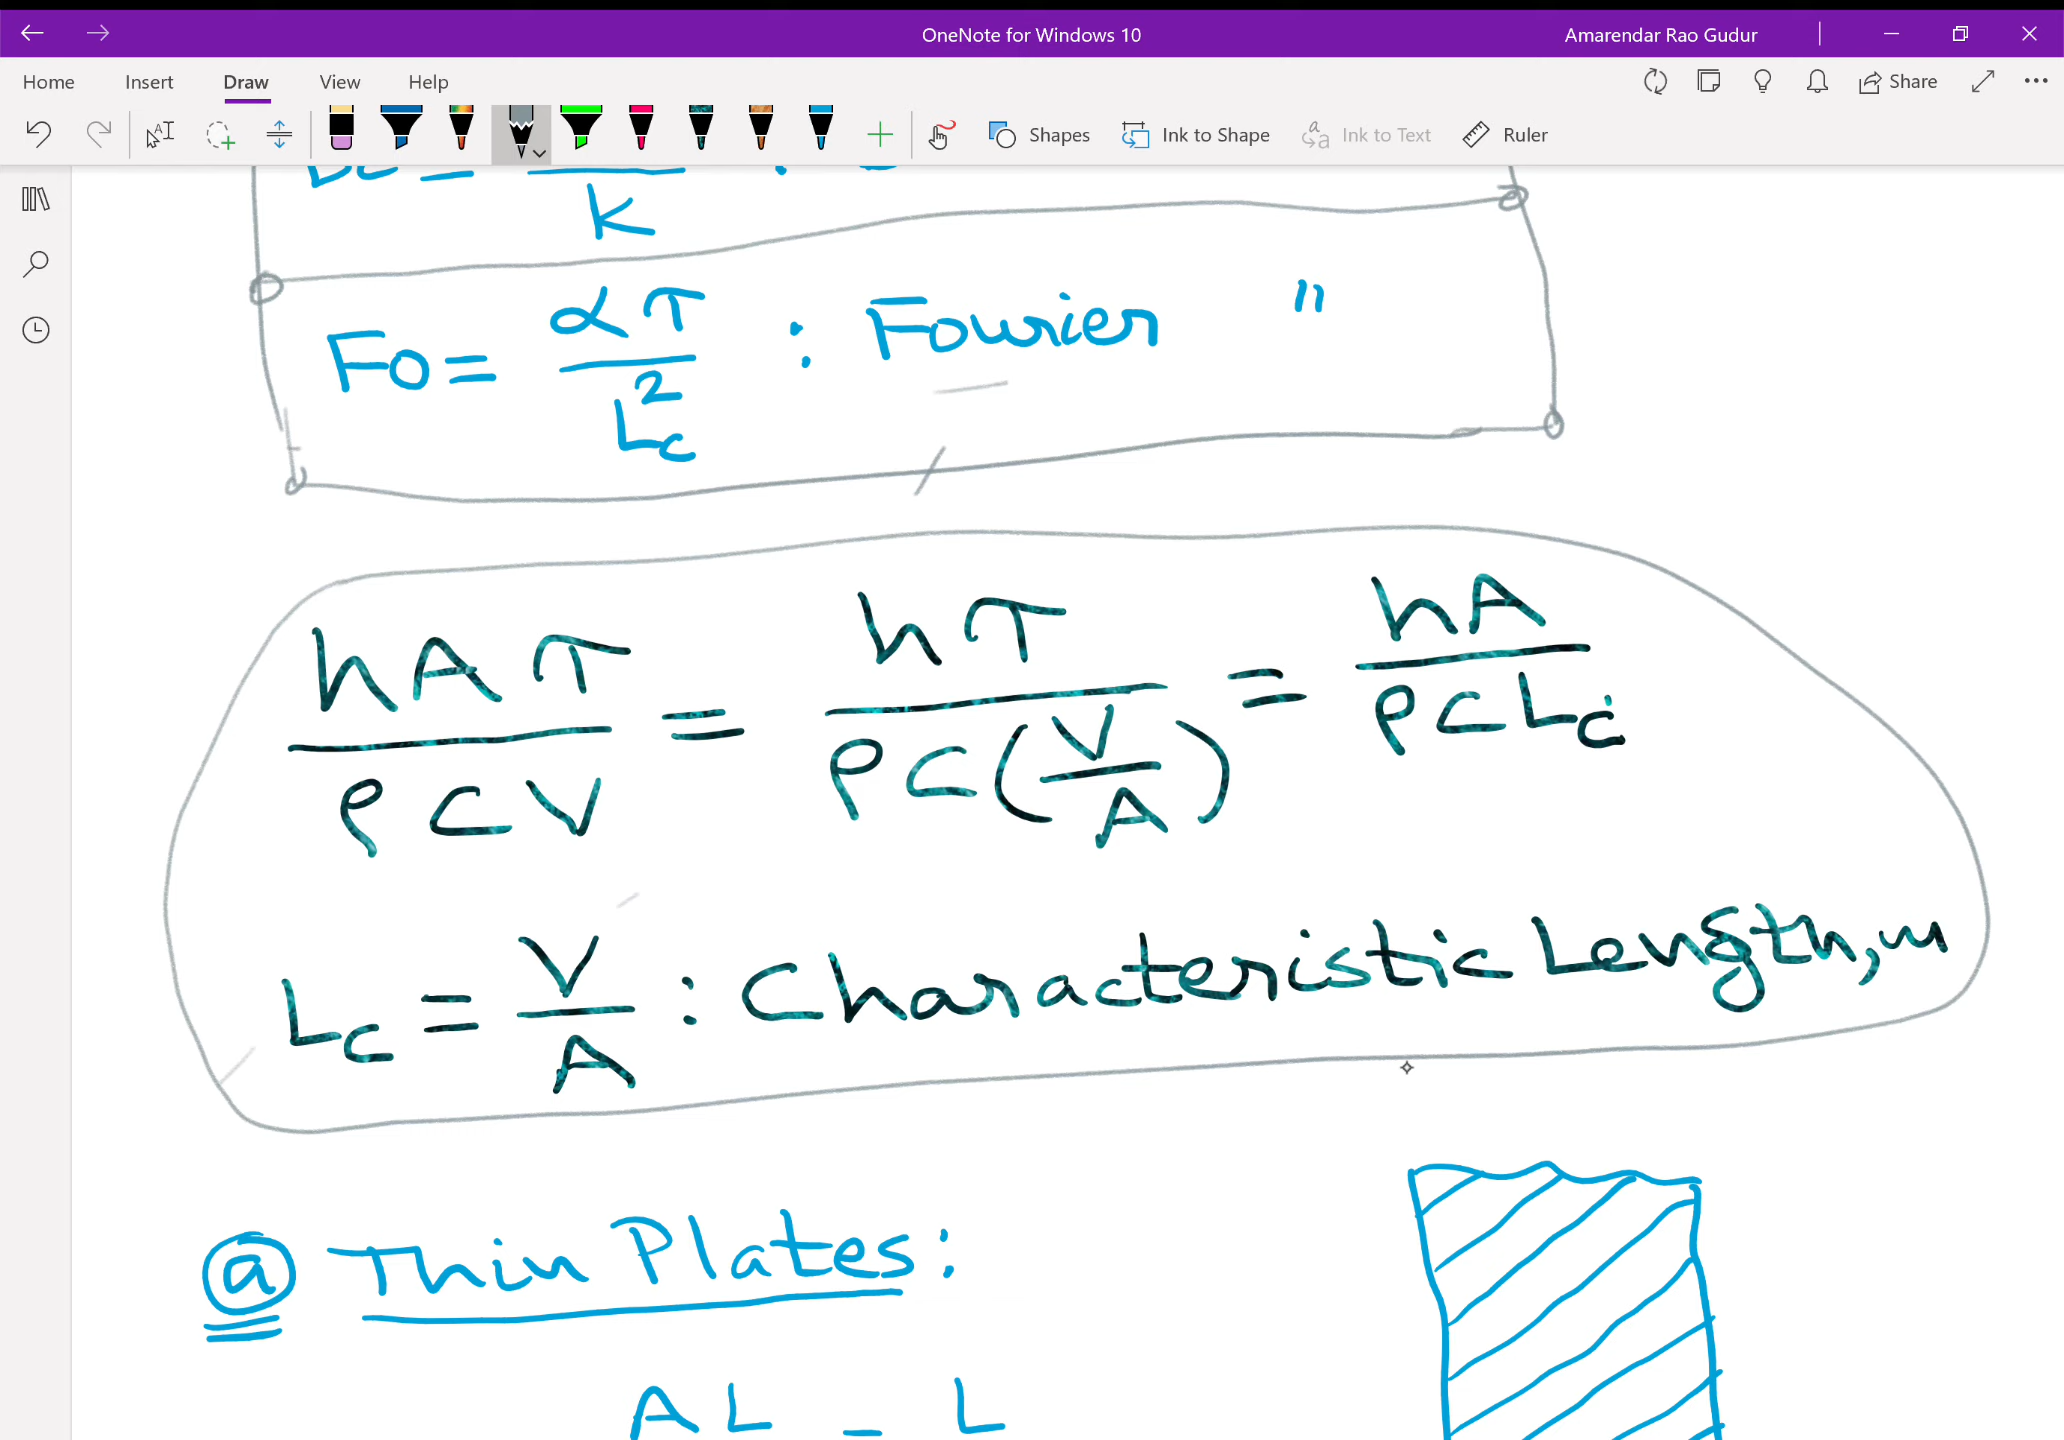 OneNote for Windows 10
Amarendar Rao Gudur
Home Insert Draw View Help
Share
Shapes Ink to Shape Ink to Text Ruler
k
Fo = ατ / Lc² : Fourier "
hAτ / ρCV = hτ / ρC(V/A) = hA / ρCLc
Lc = V/A : Characteristic Length, m
ⓐ Thin Plates:
AL = L